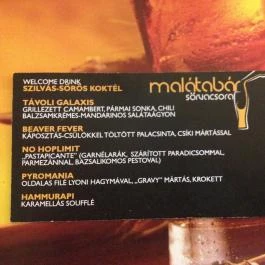 WELCOME DRINK
SZILVÁS-SÖRÖS KOKTÉL
malátabár
sörvacsora
TÁVOLI GALAXIS
GRILLEZETT CAMAMBERT, PÁRMAI SONKA, CHILI
BALZSAMKRÉMES-MANDARINOS SALÁTAÁGYON
BEAVER FEVER
KÁPOSZTÁS-CSÜLÖKKEL TÖLTÖTT PALACSINTA, CSÍKI MÁRTÁSSAL
NO HOPLIMIT
„PASTAPICANTE" (GARNÉLARÁK, SZÁRÍTOTT PARADICSOMMAL,
PARMEZÁNNAL, BAZSALIKOMOS PESTOVAL)
PYROMANIA
OLDALAS FILÉ LYONI HAGYMÁVAL, „GRAVY" MÁRTÁS, KROKETT
HAMMURAPI
KARAMELLÁS SOUFFLÉ